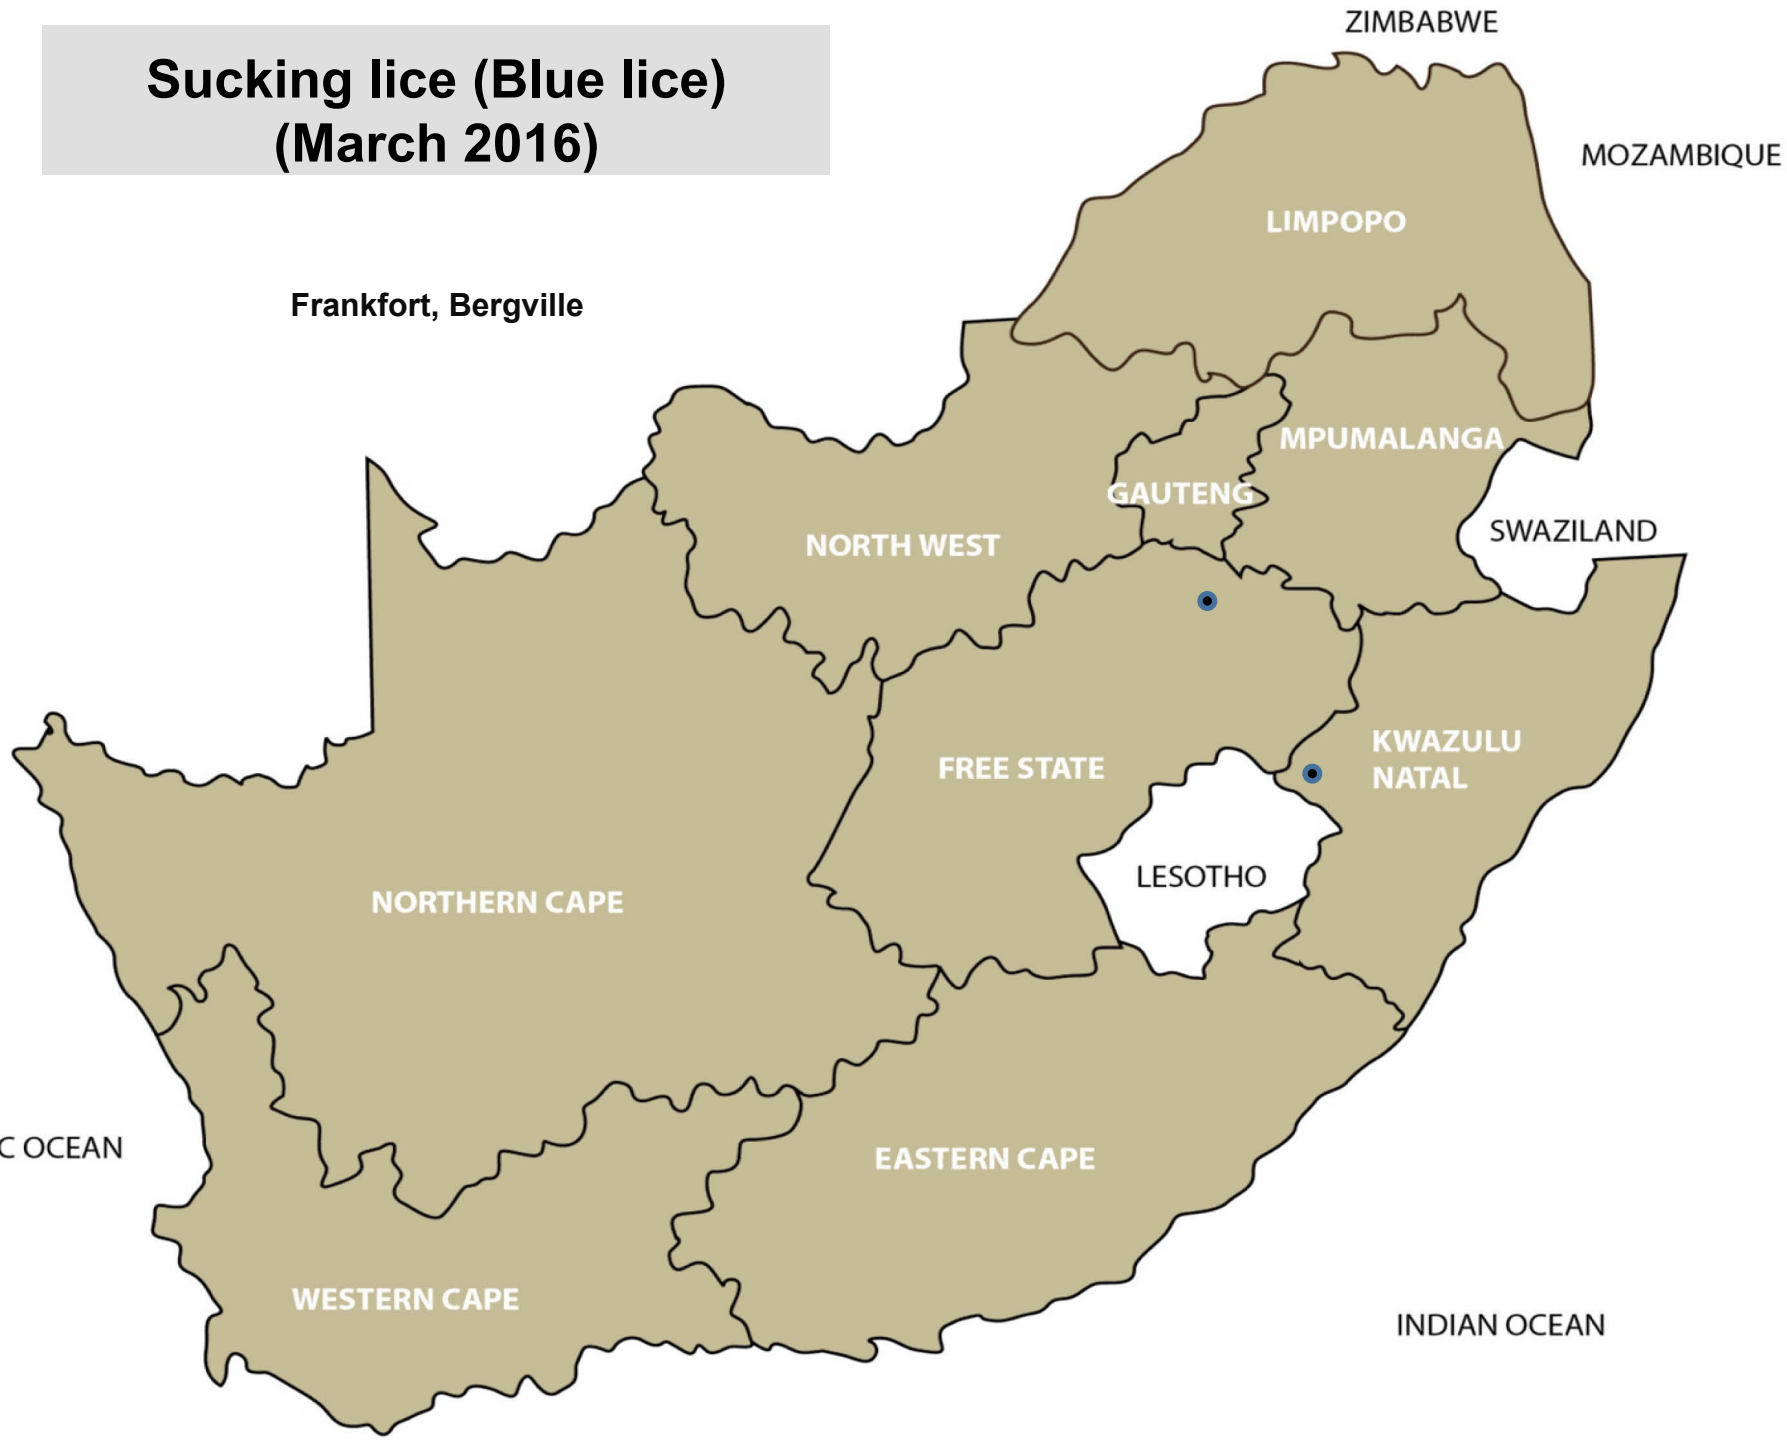 ZIMBABWE
Sucking lice (Blue lice)
(March 2016)
MOZAMBIQUE
LIMPOPO
Frankfort, Bergville
MPUMALANGA
GAUTENG
SWAZILAND
NORTH WEST
KWAZULU
NATAL
FREE STATE
LESOTHO
NORTHERN CAPE
C OCEAN
EASTERN CAPE
WESTERN CAPE
INDIAN OCEAN